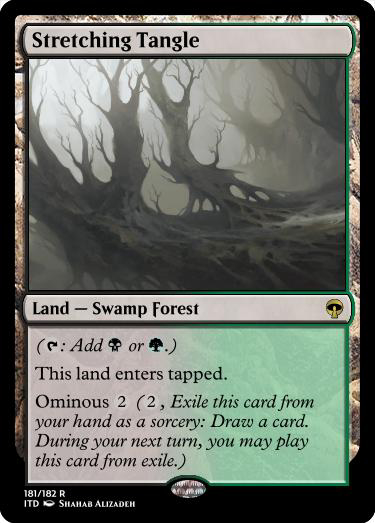 Stretching Tangle
Land — Swamp Forest
(: Add or .)
This land enters tapped.
Ominous 2 (2, Exile this card from
your hand as a sorcery: Draw a card.
During your next turn, you may play
this card from exile.)
181/182 R
ITD Shahab Alizadeh